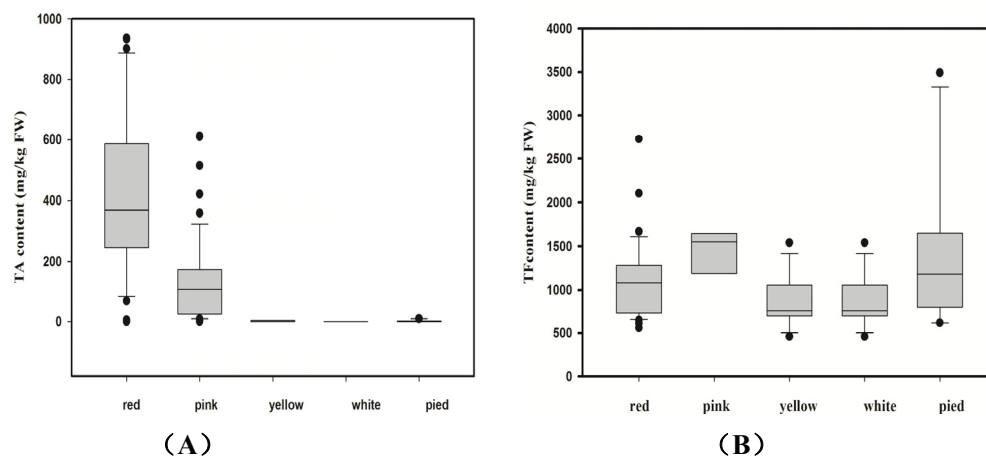 TA content (mg/kg FW)
1000
800
600
400
200
0
red pink yellow white pied
(A)
TFcontent (mg/kg FW)
4000
3500
3000
2500
2000
1500
1000
500
0
red pink yellow white pied
(B)